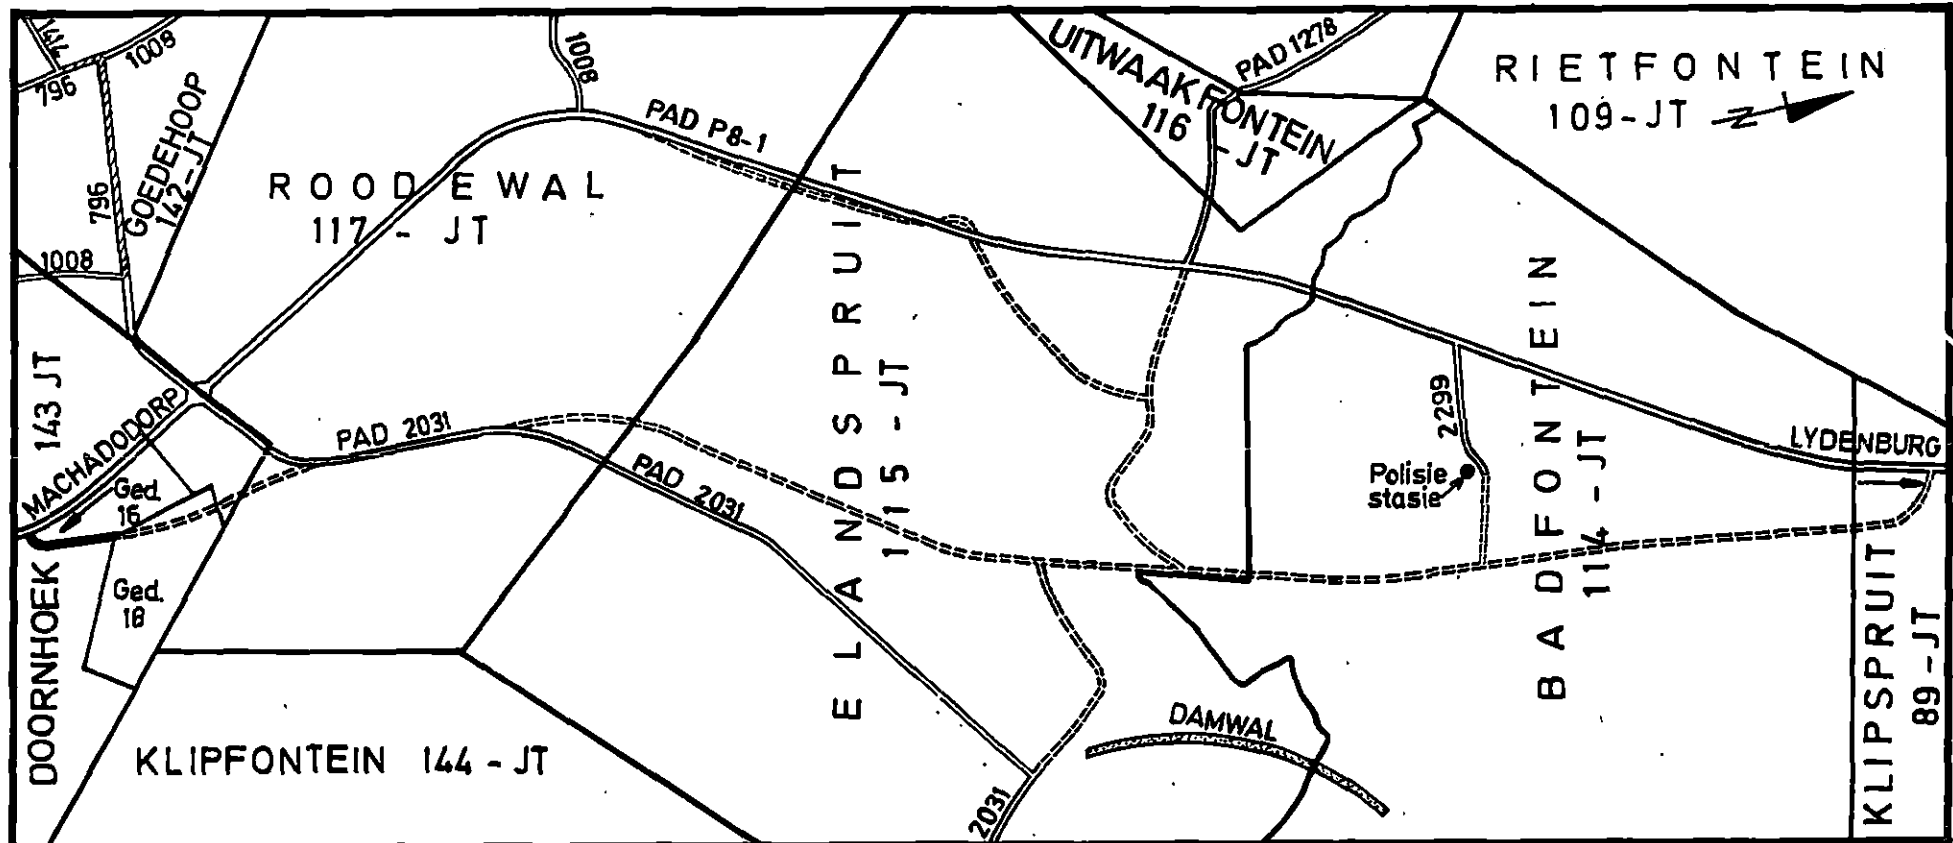 414
1008
796
796
GOEDEHOOP
142-JT
1008
1008
ROODEWAL
117 - JT
PAD P8-1
UITWAAKFONTEIN
116 - JT
PAD 1278
RIETFONTEIN
109-JT
N
143 JT
MACHADODORP
Ged.
16
Ged.
18
DOORNHOEK
PAD 2031
PAD 2031
ELANDSPRUIT
115-JT
2299
Polisie
stasie
BADFONTEIN
114-JT
LYDENBURG
KLIPSPRUIT
89-JT
KLIPFONTEIN 144-JT
2031
DAMWAL